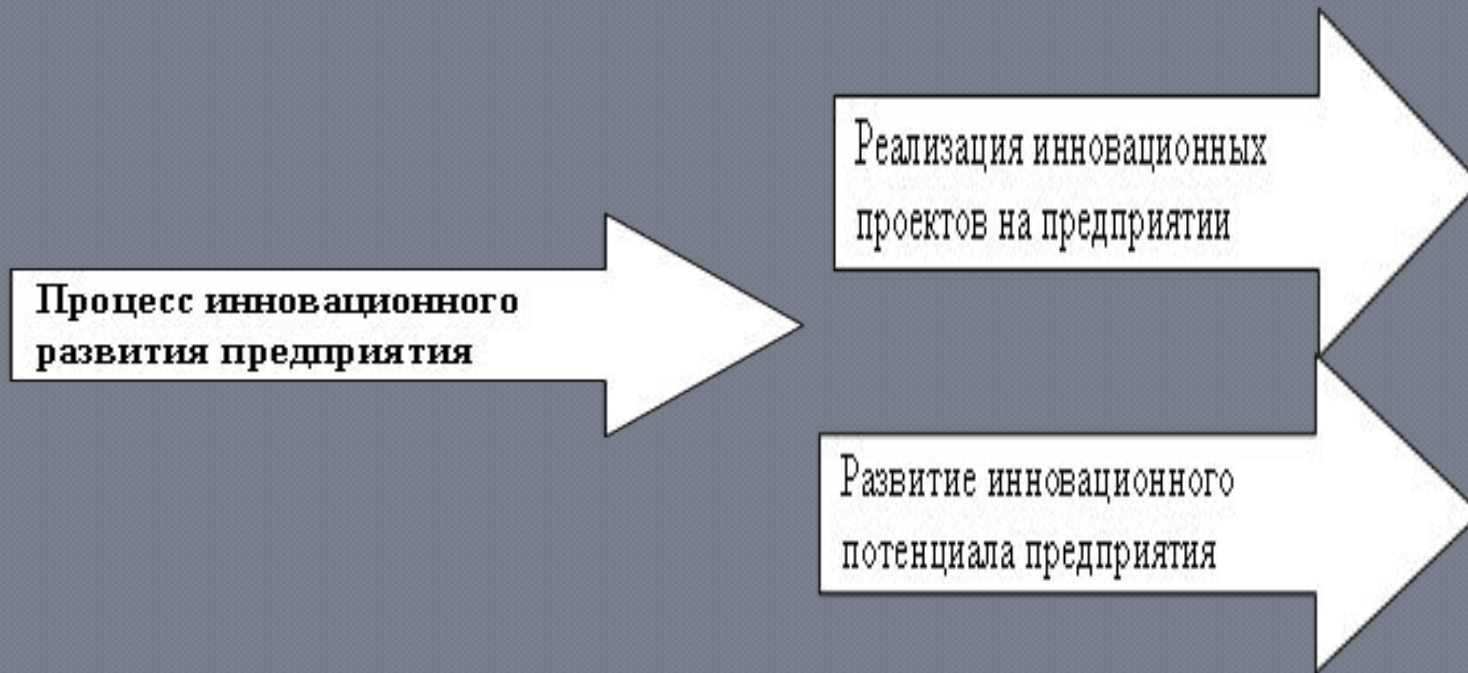 Реализация инновационных
проектов на предприятии
Процесс инновационного
развития предприятия
Развитие инновационного
потенциала предприятия